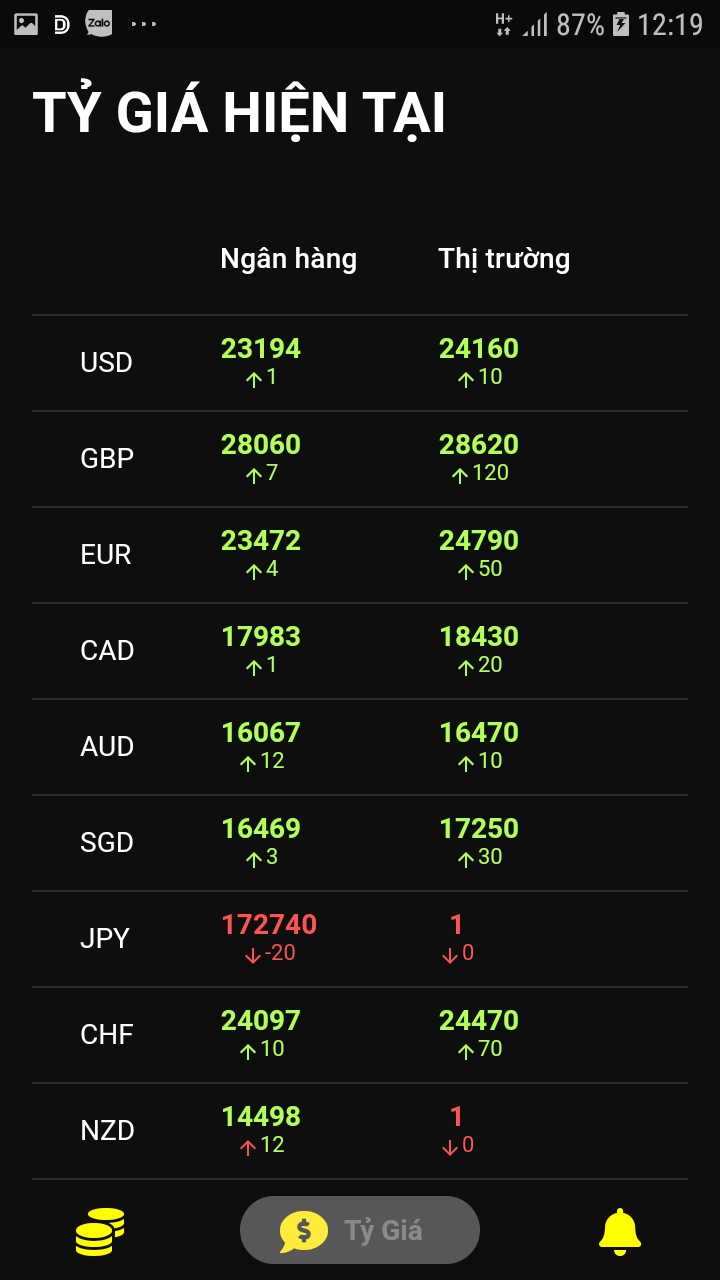 Zalo H+ 87% 12:19
TỶ GIÁ HIỆN TẠI
Ngân hàng Thị trường
USD 23194 24160
↑1 ↑10
GBP 28060 28620
↑7 ↑120
EUR 23472 24790
↑4 ↑50
CAD 17983 18430
↑1 ↑20
AUD 16067 16470
↑12 ↑10
SGD 16469 17250
↑3 ↑30
JPY 172740 1
↓-20 ↓0
CHF 24097 24470
↑10 ↑70
NZD 14498 1
↑12 ↓0
$ Tỷ Giá